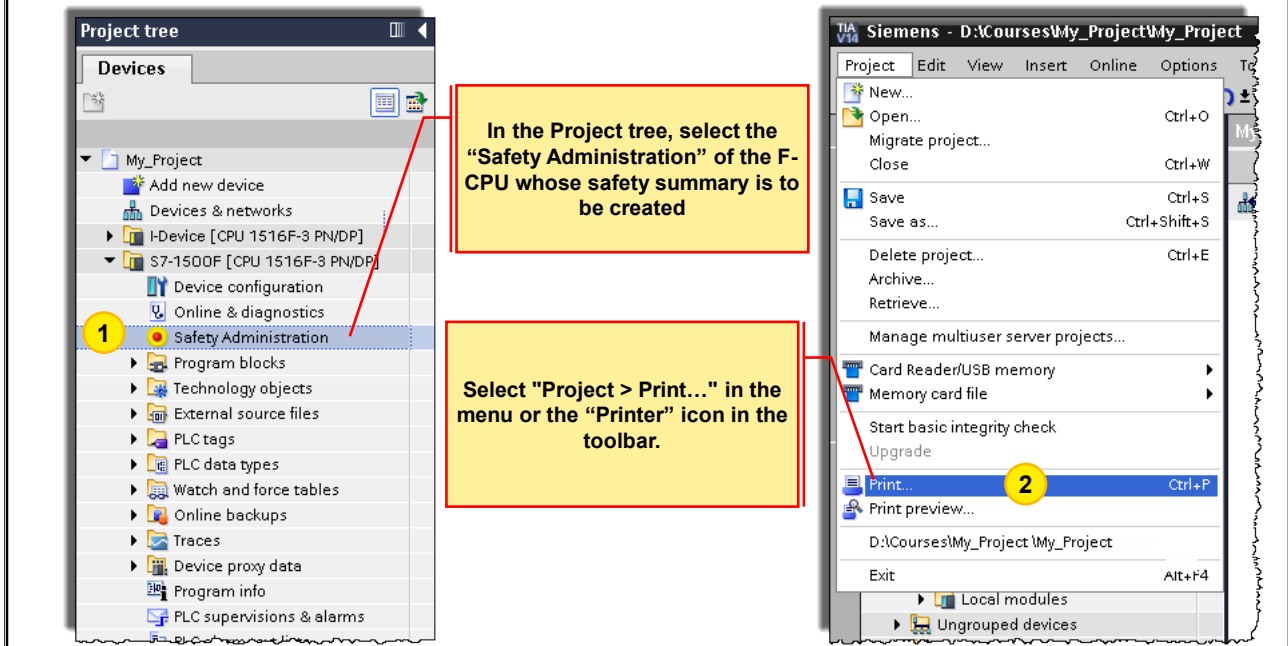 Project tree
Devices
My_Project
Add new device
Devices & networks
I-Device [CPU 1516F-3 PN/DP]
S7-1500F [CPU 1516F-3 PN/DP]
Device configuration
Online & diagnostics
1
Safety Administration
Program blocks
Technology objects
External source files
PLC tags
PLC data types
Watch and force tables
Online backups
Traces
Device proxy data
Program info
PLC supervisions & alarms
In the Project tree, select the
“Safety Administration” of the F-
CPU whose safety summary is to
be created
Select "Project > Print…" in the
menu or the “Printer” icon in the
toolbar.
TIA V14 Siemens - D:\Courses\My_Project\My_Project
Project Edit View Insert Online Options
New...
Open... Ctrl+O
Migrate project...
Close Ctrl+W
Save Ctrl+S
Save as... Ctrl+Shift+S
Delete project... Ctrl+E
Archive...
Retrieve...
Manage multiuser server projects...
Card Reader/USB memory
Memory card file
Start basic integrity check
Upgrade
Print... 2 Ctrl+P
Print preview...
D:\Courses\My_Project \My_Project
Exit Alt+F4
Local modules
Ungrouped devices